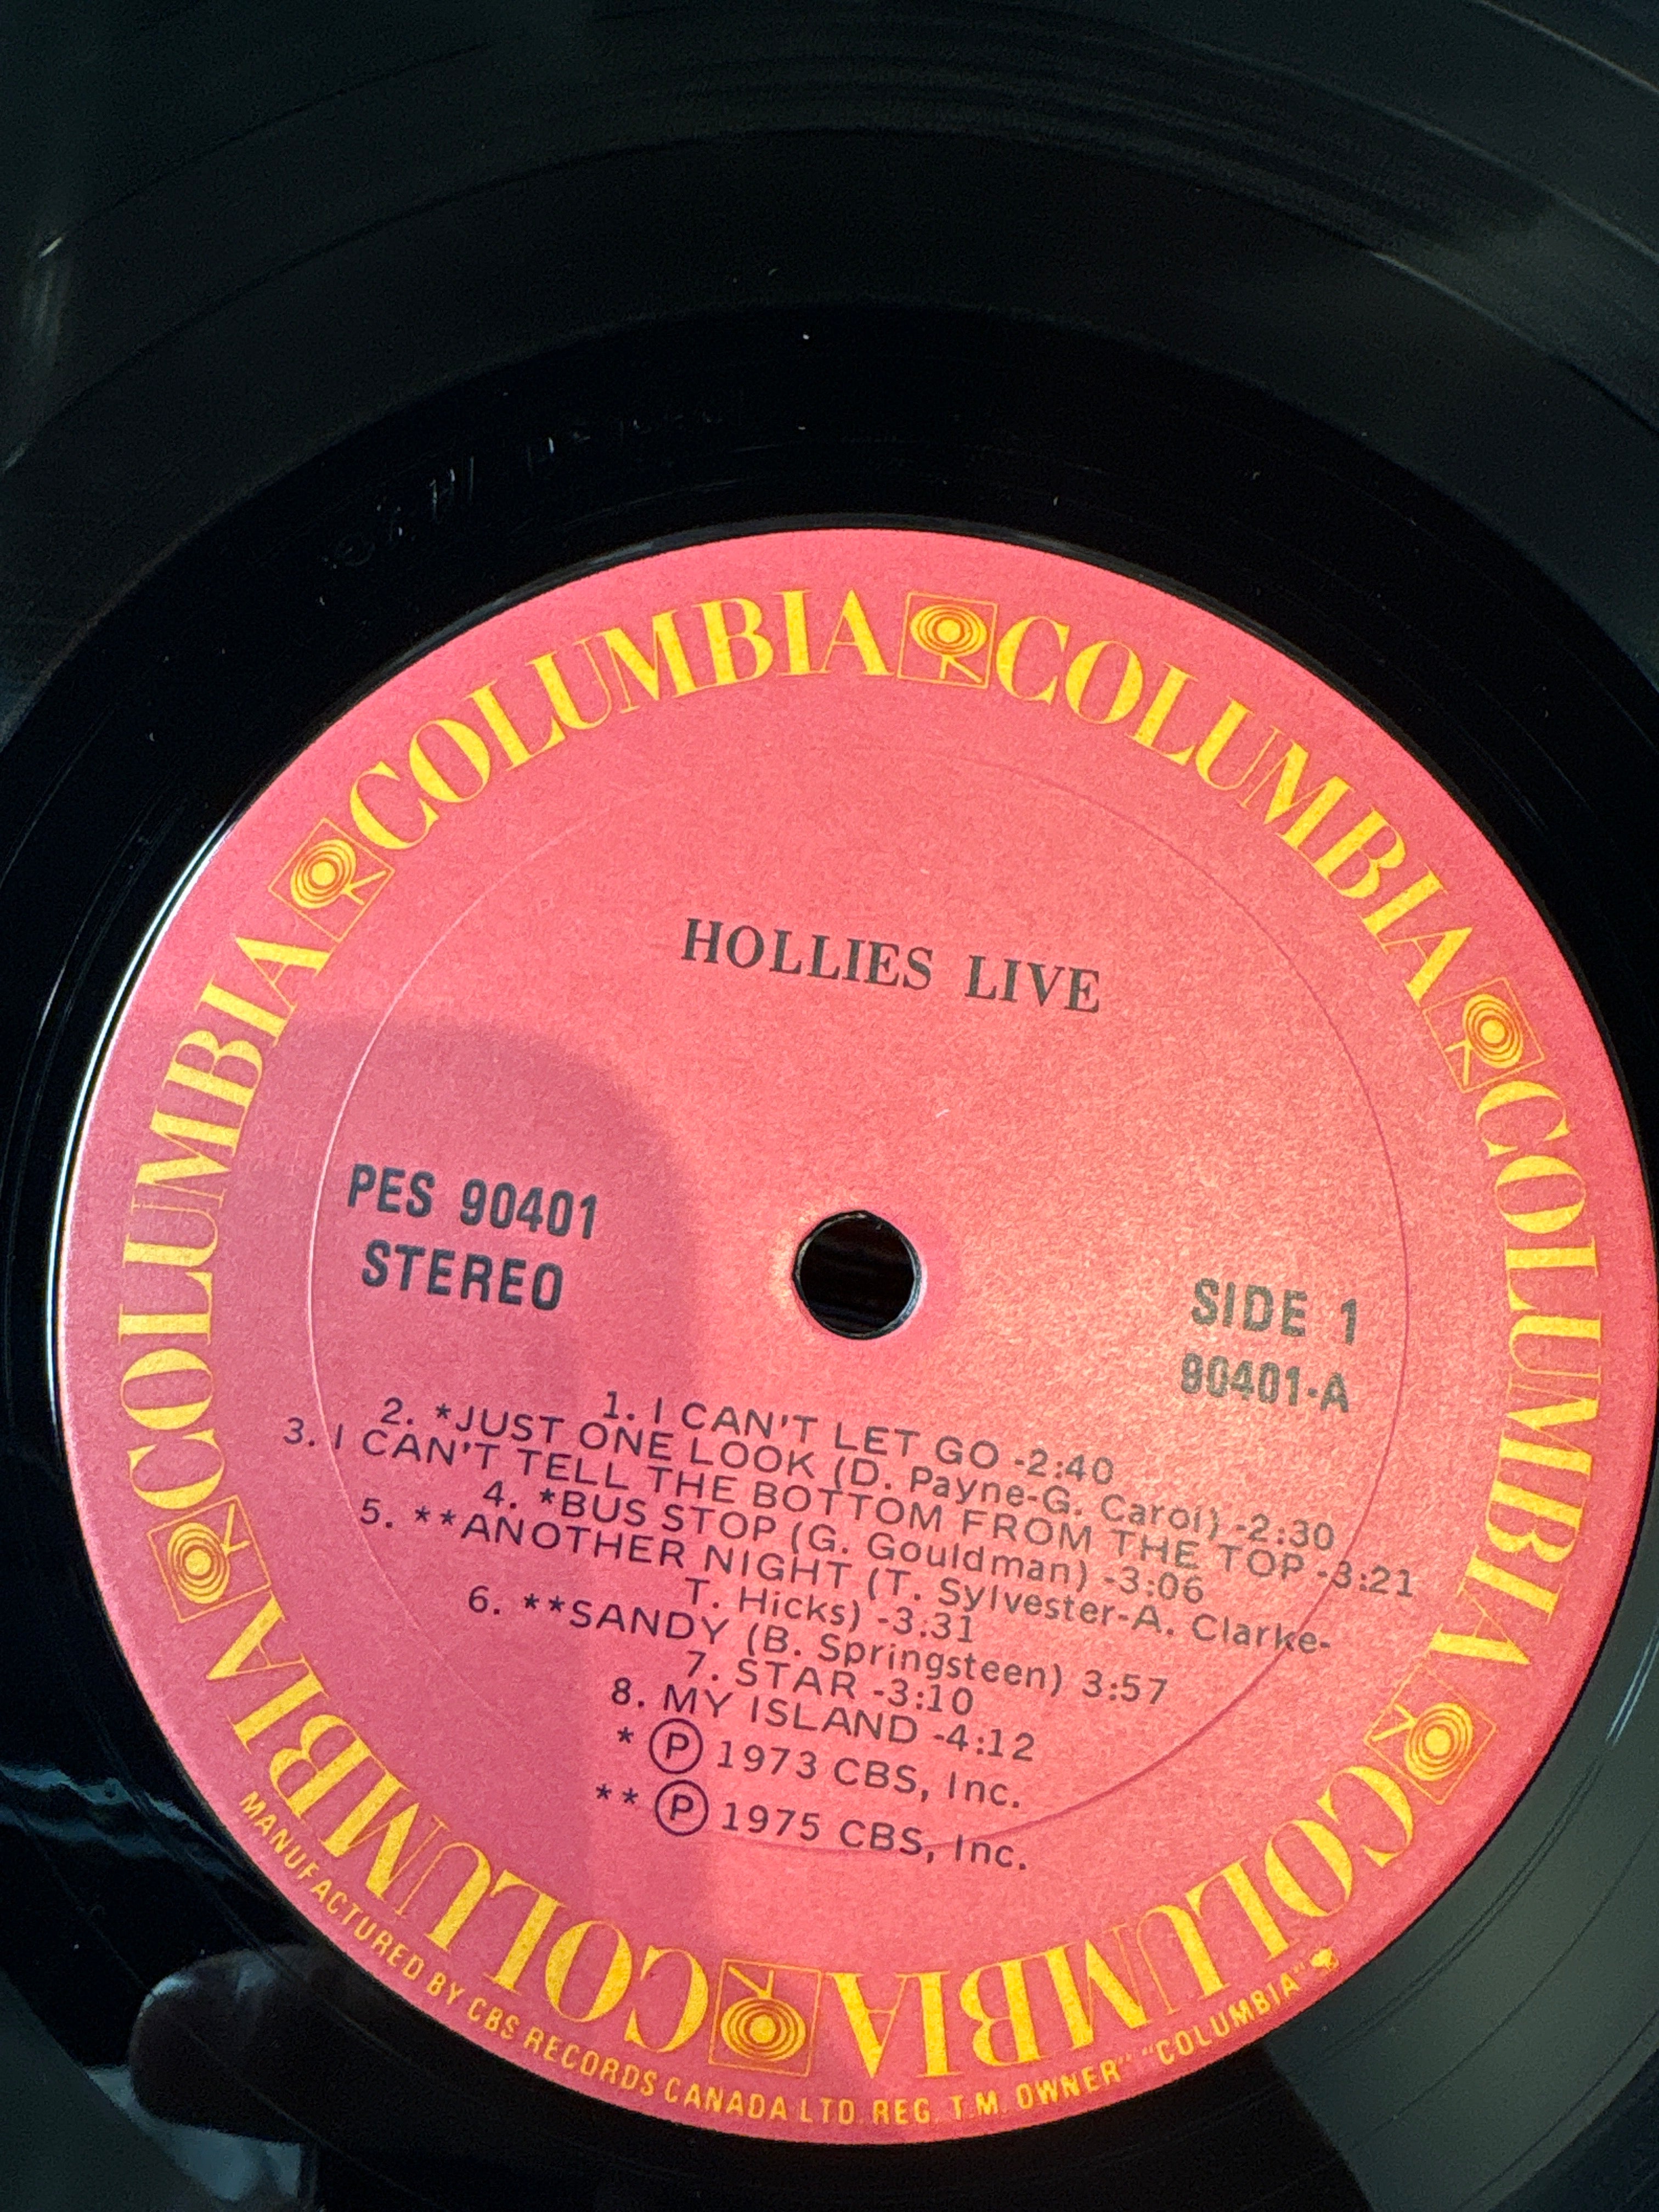 COLUMBIA COLUMBIA COLUMBIA COLUMBIA COLUMBIA COLUMBIA
HOLLIES LIVE
PES 90401
STEREO
SIDE 1
90401-A
1. I CAN'T LET GO -2:40
2. *JUST ONE LOOK (D. Payne-G. Carol) -2:30
3. I CAN'T TELL THE BOTTOM FROM THE TOP -3:21
4. *BUS STOP (G. Gouldman) -3:06
5. **ANOTHER NIGHT (T. Sylvester-A. Clarke-
T. Hicks) -3:31
6. **SANDY (B. Springsteen) 3:57
7. STAR -3:10
8. MY ISLAND -4:12
* Ⓟ 1973 CBS, Inc.
** Ⓟ 1975 CBS, Inc.
MANUFACTURED BY CBS RECORDS CANADA LTD. REG. T.M. OWNER" "COLUMBIA"